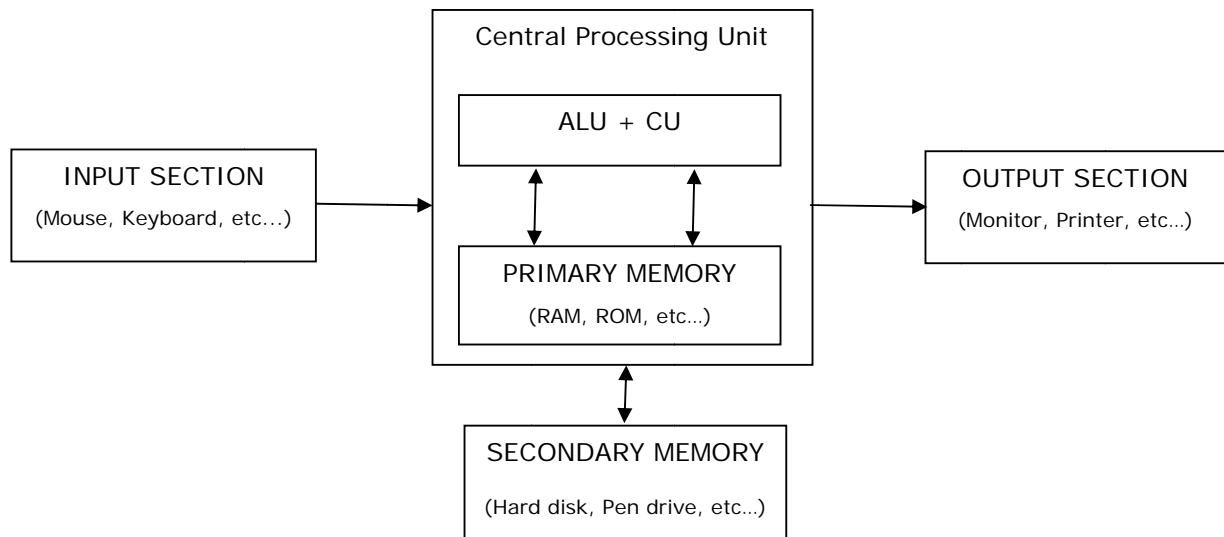 Central Processing Unit
ALU + CU
INPUT SECTION
(Mouse, Keyboard, etc...)
OUTPUT SECTION
(Monitor, Printer, etc...)
PRIMARY MEMORY
(RAM, ROM, etc...)
SECONDARY MEMORY
(Hard disk, Pen drive, etc...)